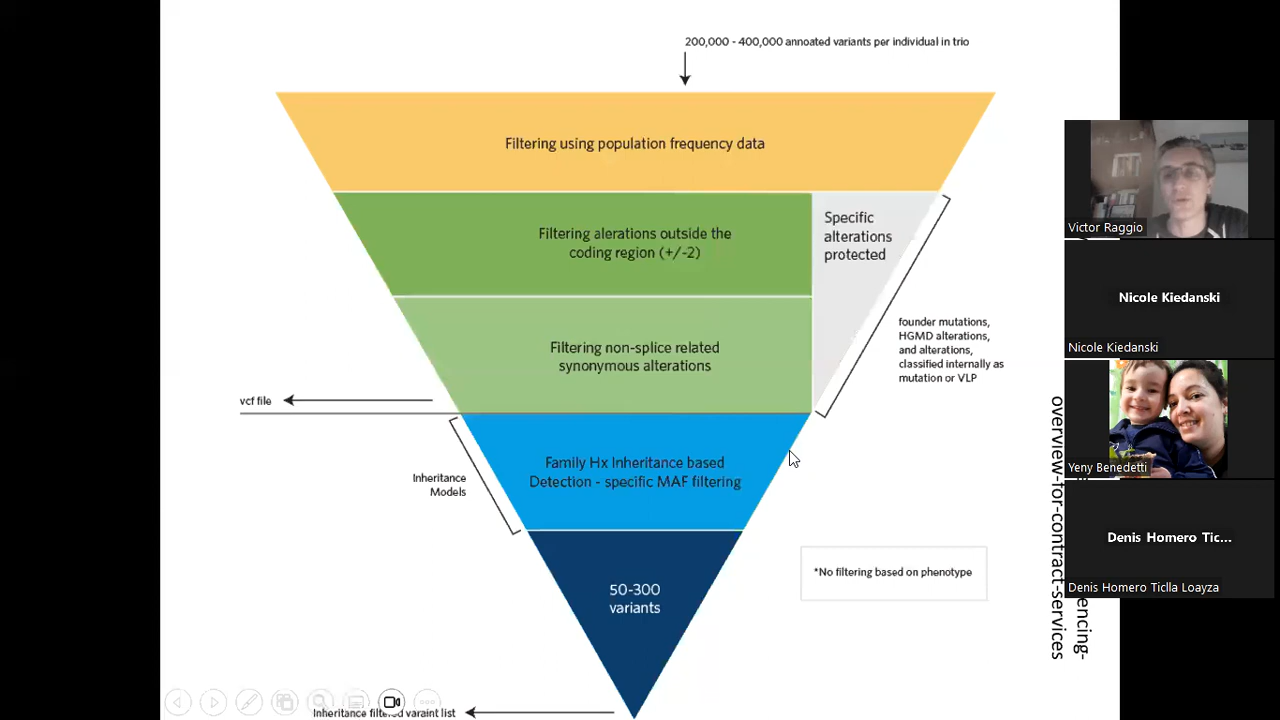 200,000 - 400,000 annoated variants per individual in trio
Filtering using population frequency data
Filtering alerations outside the
coding region (+/-2)
Specific
alterations
protected
Filtering non-splice related
synonymous alterations
founder mutations,
HGMD alterations,
and alterations,
classified internally as
mutation or VLP
vcf file
Family Hx Inheritance based
Detection - specific MAF filtering
Inheritance
Models
50-300
variants
*No filtering based on phenotype
Inheritance filtered varaint list
encing-
overview-for-contract-services
Victor Raggio
Nicole Kiedanski
Nicole Kiedanski
Yeny Benedetti
Denis Homero Tic...
Denis Homero Ticlla Loayza